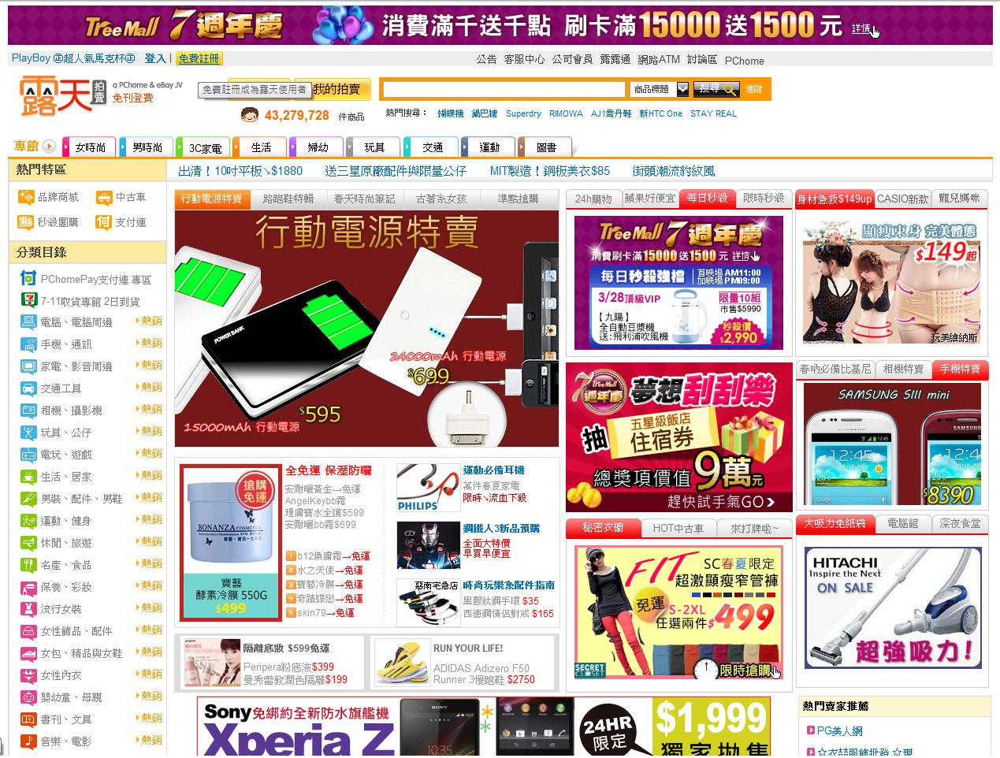 TreeMall 7週年慶 消費滿千送千點 刷卡滿15000送1500元 詳情
PlayBoy @超人氣馬克杯@ 登入 | 免費註冊
公告 客服中心 公司會員 露露通 網路ATM 討論區 PChome
露天拍賣 a PChome & eBay JV
免刊登費
免費註冊成為露天使用者 我的拍賣
商品標題 搜尋 進階
43,279,728 件商品
熱門搜尋： 蝴蝶機 鍋巴糖 Superdry RIMOWA AJ1喬丹鞋 新HTC One STAY REAL
專館 女時尚 男時尚 3C家電 生活 婦幼 玩具 交通 運動 圖書
熱門特區
出清！10吋平板↘$1880 送三星原廠配件與限量公仔 MIT製造！銅板美衣$85 街頭潮流豹紋風
品牌商城 中古車
秒殺團購 支付連
分類目錄
PChomePay支付連 專區
7-11取貨專館 2日到貨
電腦、電腦周邊 熱銷
手機、通訊 熱銷
家電、影音周邊 熱銷
交通工具 熱銷
相機、攝影機 熱銷
玩具、公仔 熱銷
電玩、遊戲 熱銷
生活、居家 熱銷
男裝、配件、男鞋 熱銷
運動、健身 熱銷
休閒、旅遊 熱銷
名產、食品 熱銷
保養、彩妝 熱銷
流行女裝 熱銷
女性飾品、配件 熱銷
女包、精品與女鞋 熱銷
女性內衣 熱銷
嬰幼童、母親 熱銷
書刊、文具 熱銷
音樂、電影 熱銷
行動電源特賣 路跑鞋特輯 春天時尚筆記 古著系女孩 準點搶購
行動電源特賣
POWER BANK
24000mAh 行動電源
$699
$595
15000mAh 行動電源
搶購免運
BONANZA COSMETICS
寶藝
酵素冷膜 550G
$499
全免運 保溼防曬
安耐曬黃金→免運
AngelKeybb霜
理膚寶水全護$599
安耐曬bb霜$699
1 b12煥膚霜→免運
2 水之天使→免運
3 寶藝冷膜→免運
4 奇蹟蝶戀→免運
5 skin79→免運
PHILIPS
運動必備耳機
萬件春夏家電
限時↘流血下殺
鋼鐵人3新品預購
全面大特價
早買早便宜
惡南宅急店
時尚玩樂系配件指南
黑膠鈦鋼手環 $35
西德鋼情侶對戒 $165
隔離底妝 $599免運
Peripera粉底液$399
曼秀雷敦潤色隔離$199
RUN YOUR LIFE!
ADIDAS Adizero F50
Runner 3慢跑鞋 $2750
Sony免綁約全新防水旗艦機
Xperia Z
SONY
10:35
24HR
限定
$1,999
獨家拋售
24h購物 蘋果好便宜 每日秒殺 限時秒殺
TreeMall 7週年慶
消費刷卡滿15000送1500元 詳情
每日秒殺強檔 首映場 AM11:00
加映場 PM09:00
3/28頂級VIP 限量10組
市售$5990
【九陽】
全自動豆漿機
送:飛利浦吹風機
秒殺價
$2,990
TreeMall 7週年慶 夢想刮刮樂
抽 五星級飯店
住宿券
總獎項價值9萬元
趕快試手氣GO
秘密衣櫥 HOT中古車 來打牌啦~
FIT SC春夏限定
超激顯瘦窄管褲
免運 S-2XL
任選兩件$499
SECRET CLOSET
限時搶購
身材急救$149up CASIO新款 寵兒媽咪
顯瘦束身 完美體態
$149起
玩美維納斯
春吶必備比基尼 相機特賣 手機特賣
SAMSUNG SIII mini
SAMSUNG
12:45
12:45
Google
$8390
大吸力免紙袋 電腦館 深夜食堂
HITACHI
Inspire the Next
ON SALE
超強吸力!
熱門賣家推薦
PG美人網
☆衣喆服飾批發☆現